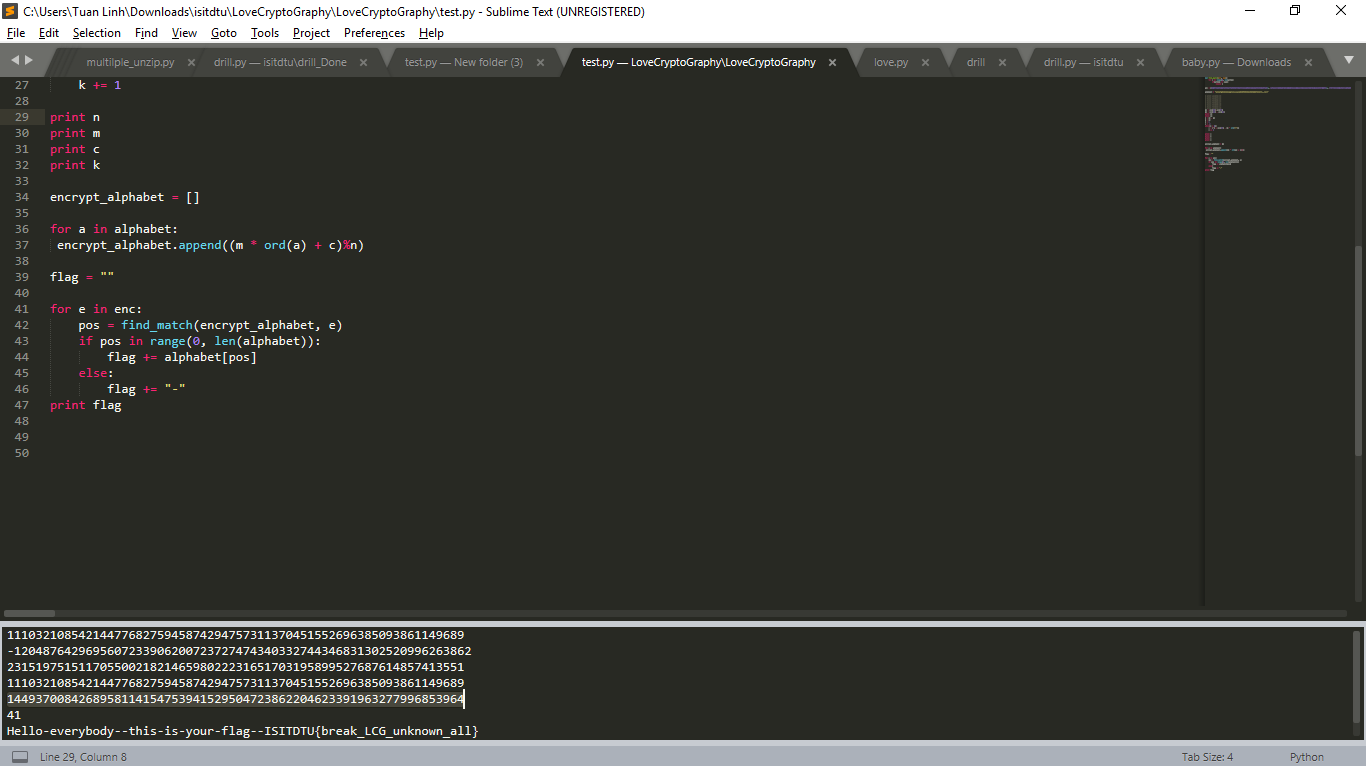 C:\Users\Tuan Linh\Downloads\isitdtu\LoveCryptoGraphy\LoveCryptoGraphy\test.py - Sublime Text (UNREGISTERED)
File Edit Selection Find View Goto Tools Project Preferences Help
multilple_unzip.py drill.py — isitdtu\drill_Done test.py — New folder (3) test.py — LoveCryptoGraphy\LoveCryptoGraphy love.py drill drill.py — isitdtu baby.py — Downloads
27 k += 1
28
29 print n
30 print m
31 print c
32 print k
33
34 encrypt_alphabet = []
35
36 for a in alphabet:
37 encrypt_alphabet.append((m * ord(a) + c)%n)
38
39 flag = ""
40
41 for e in enc:
42 pos = find_match(encrypt_alphabet, e)
43 if pos in range(0, len(alphabet)):
44 flag += alphabet[pos]
45 else:
46 flag += "-"
47 print flag
48
49
50
1110321085421447768275945874294757311370451552696385093861149689
-1204876429695607233906200723727474340332744346831302520996263862
2315197515117055002182146598022231651703195899527687614857413551
1110321085421447768275945874294757311370451552696385093861149689
1449370084268958114154753941529504723862204623391963277996853964
41
Hello-everybody--this-is-your-flag--ISITDTU{break_LCG_unknown_all}
Line 29, Column 8 Tab Size: 4 Python